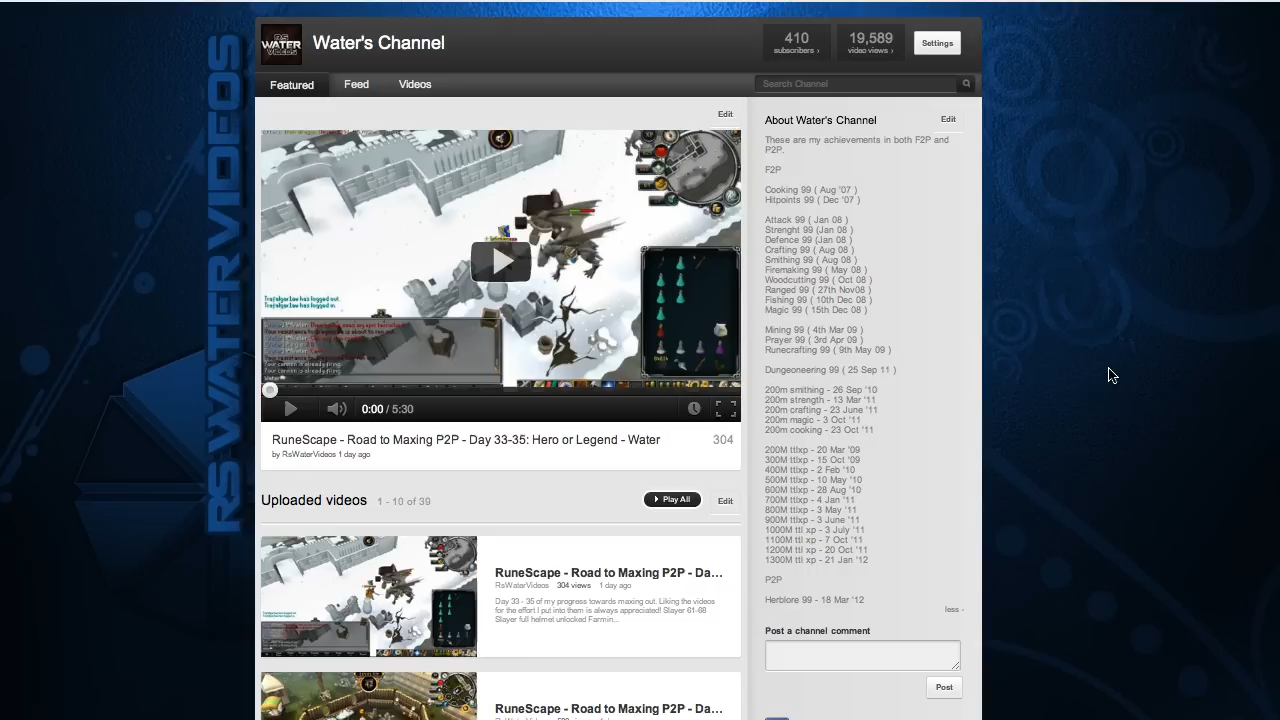 RS WATERVIDEOS
RS WATER VIDEOS
Water's Channel
410
subscribers ›
19,589
video views ›
Settings
Featured
Feed
Videos
Search Channel
Edit
0:00 / 5:30
RuneScape - Road to Maxing P2P - Day 33-35: Hero or Legend - Water
304
by RsWaterVideos 1 day ago
Uploaded videos 1 - 10 of 39
Play All
Edit
RuneScape - Road to Maxing P2P - Da...
RsWaterVideos 304 views 1 day ago
Day 33 - 35 of my progress towards maxing out. Liking the videos
for the effort I put into them is always appreciated! Slayer 61-68
Slayer full helmet unlocked Farmin...
RuneScape - Road to Maxing P2P - Da...
About Water's Channel
Edit
These are my achievements in both F2P and
P2P.
F2P
Cooking 99 ( Aug '07 )
Hitpoints 99 ( Dec '07 )
Attack 99 ( Jan 08 )
Strenght 99 (Jan 08 )
Defence 99 (Jan 08 )
Crafting 99 ( Aug 08 )
Smithing 99 ( Aug 08 )
Firemaking 99 ( May 08 )
Woodcutting 99 ( Oct 08 )
Ranged 99 ( 27th Nov08 )
Fishing 99 ( 10th Dec 08 )
Magic 99 ( 15th Dec 08 )
Mining 99 ( 4th Mar 09 )
Prayer 99 ( 3rd Apr 09 )
Runecrafting 99 ( 9th May 09 )
Dungeoneering 99 ( 25 Sep 11 )
200m smithing - 26 Sep '10
200m strength - 13 Mar '11
200m crafting - 23 June '11
200m magic - 3 Oct '11
200m cooking - 23 Oct '11
200M ttlxp - 20 Mar '09
300M ttlxp - 15 Oct '09
400M ttlxp - 2 Feb '10
500M ttlxp - 10 May '10
600M ttlxp - 28 Aug '10
700M ttlxp - 4 Jan '11
800M ttlxp - 3 May '11
900M ttlxp - 3 June '11
1000M ttl xp - 3 July '11
1100M ttl xp - 7 Oct '11
1200M ttl xp - 20 Oct '11
1300M ttl xp - 21 Jan '12
P2P
Herblore 99 - 18 Mar '12
less -
Post a channel comment
Post